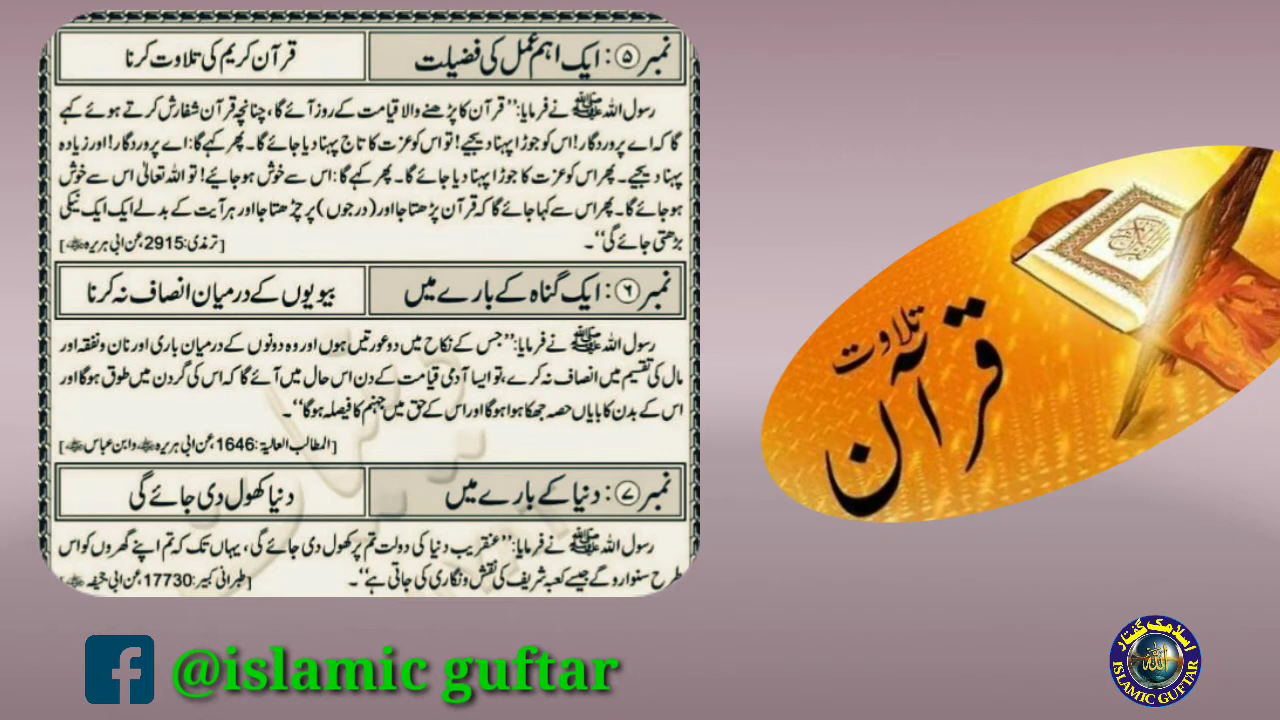 نمبر ۵: ایک اہم عمل کی فضیلت
قرآن کریم کی تلاوت کرنا
رسول اللہ ﷺ نے فرمایا: ’’قرآن کا پڑھنے والا قیامت کے روز آئے گا، چنانچہ قرآن شفارش کرتے ہوئے کہے
گا کہ اے پروردگار! اس کو جوڑا پہنا دیجیے! تو اس کو عزت کا تاج پہنا دیا جائے گا۔ پھر کہے گا: اے پروردگار! اور زیادہ
پہنا دیجیے۔ پھر اس کو عزت کا جوڑا پہنا دیا جائے گا۔ پھر کہے گا: اس سے خوش ہوجائیے! تو اللہ تعالیٰ اس سے خوش
ہوجائے گا۔ پھر اس سے کہا جائے گا کہ قرآن پڑھتا جا اور (درجوں) پر چڑھتا جا اور ہر آیت کے بدلے ایک ایک نیکی
بڑھتی جائے گی‘‘۔ [ترمذی: 2915، عن ابی ہریرہ ؓ]
نمبر ۶: ایک گناہ کے بارے میں
بیویوں کے درمیان انصاف نہ کرنا
رسول اللہ ﷺ نے فرمایا: ’’جس کے نکاح میں دو عورتیں ہوں اور وہ دونوں کے درمیان باری اور نان ونفقہ اور
مال کی تقسیم میں انصاف نہ کرے، تو ایسا آدمی قیامت کے دن اس حال میں آئے گا کہ اس کی گردن میں طوق ہوگا اور
اس کے بدن کا بایاں حصہ جھکا ہوا ہوگا اور اس کے حق میں جہنم کا فیصلہ ہوگا‘‘۔
[المطالب العالیۃ: 1646، عن ابی ہریرہ ؓ وابن عباس ؓ]
نمبر ۷: دنیا کے بارے میں
دنیا کھول دی جائے گی
رسول اللہ ﷺ نے فرمایا: ’’عنقریب دنیا کی دولت تم پر کھول دی جائے گی، یہاں تک کہ تم اپنے گھروں کو اس
طرح سنوارو گے جیسے کعبہ شریف کی نقش ونگاری کی جاتی ہے‘‘۔ [طبرانی کبیر: 17730، عن ابی جحیفہ ؓ]
تلاوت
قرآن
@islamic guftar
اسلامک گفتار
الله
ISLAMIC GUFTAR